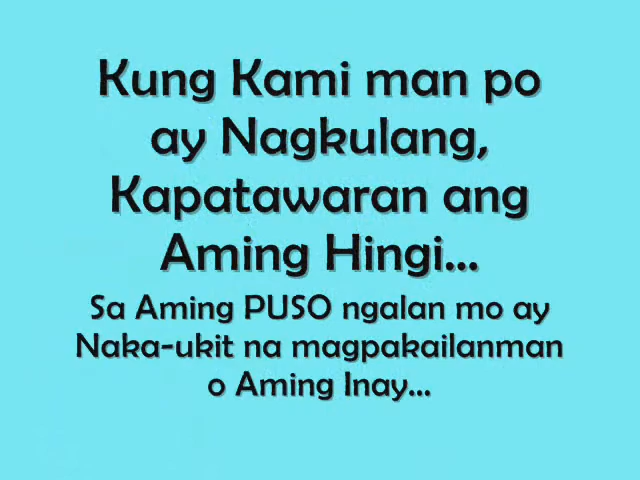 Kung Kami man po
ay Nagkulang,
Kapatawaran ang
Aming Hingi...
Sa Aming PUSO ngalan mo ay
Naka-ukit na magpakailanman
o Aming Inay...